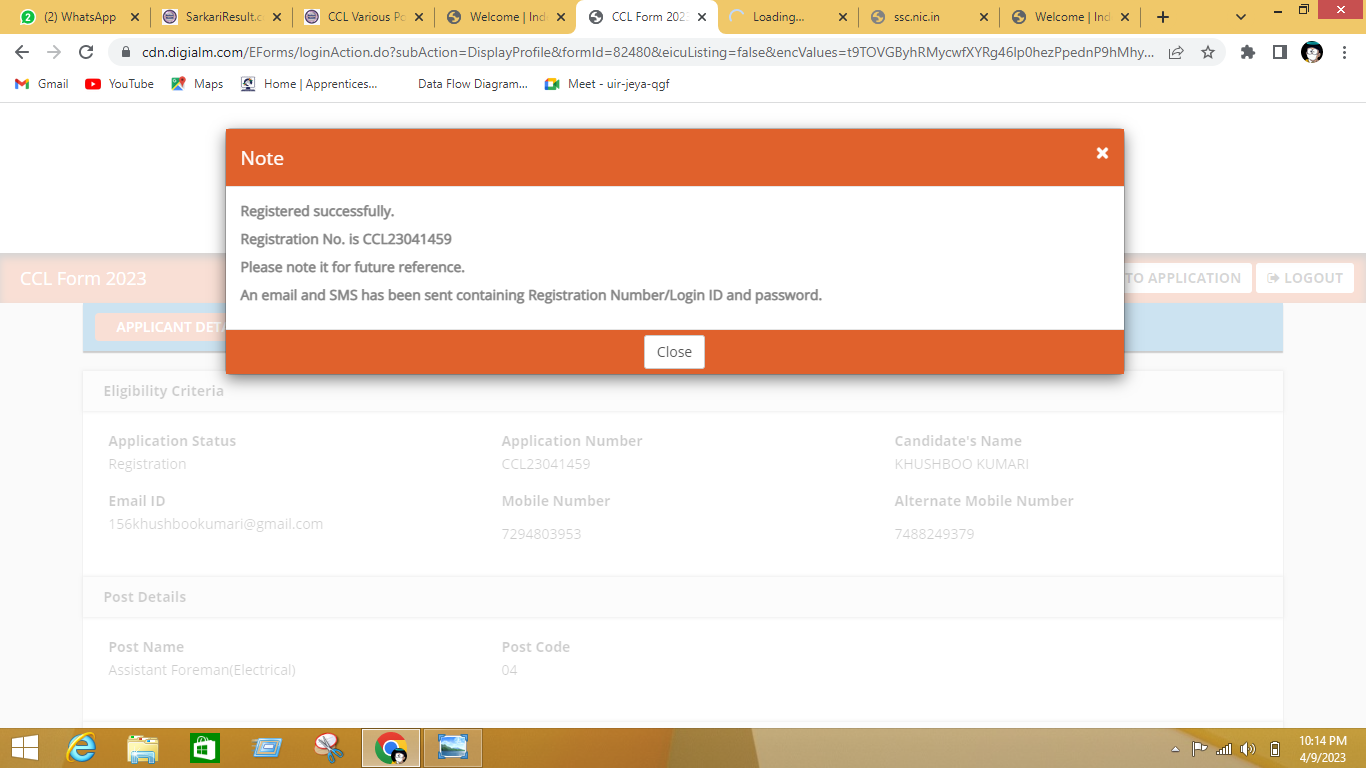 (2) WhatsApp
SarkariResult.c
CCL Various Po
Welcome | Ind
CCL Form 202
Loading...
ssc.nic.in
Welcome | Ind
cdn.digialm.com/EForms/loginAction.do?subAction=DisplayProfile&formId=82480&eicuListing=false&encValues=t9TOVGByhRMycwfXYRg46lp0hezPpednP9hMhy...
Gmail
YouTube
Maps
Home | Apprentices...
Data Flow Diagram...
Meet - uir-jeya-qgf
Note
Registered successfully.
Registration No. is CCL23041459
Please note it for future reference.
An email and SMS has been sent containing Registration Number/Login ID and password.
Close
CCL Form 2023
TO APPLICATION
LOGOUT
APPLICANT DETA
Eligibility Criteria
Application Status
Application Number
Candidate's Name
Registration
CCL23041459
KHUSHBOO KUMARI
Email ID
Mobile Number
Alternate Mobile Number
156khushbookumari@gmail.com
7294803953
7488249379
Post Details
Post Name
Post Code
Assistant Foreman(Electrical)
04
10:14 PM
4/9/2023